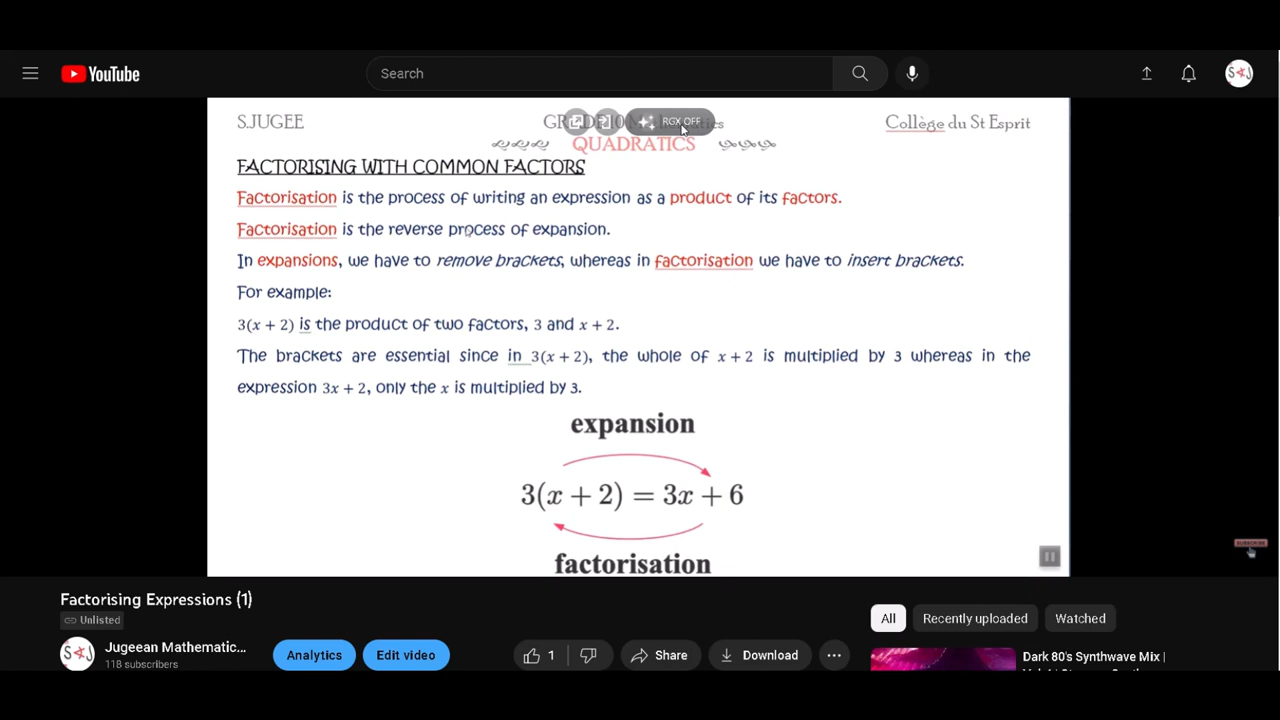 YouTube
Search
S.JUGEE
RGX OFF
Collège du St Esprit
QUADRATICS
FACTORISING WITH COMMON FACTORS
Factorisation is the process of writing an expression as a product of its factors.
Factorisation is the reverse process of expansion.
In expansions, we have to remove brackets, whereas in factorisation we have to insert brackets.
For example:
3(x + 2) is the product of two factors, 3 and x + 2.
The brackets are essential since in 3(x + 2), the whole of x + 2 is multiplied by 3 whereas in the
expression 3x + 2, only the x is multiplied by 3.
expansion
3(x + 2) = 3x + 6
factorisation
SUBSCRIBE
Factorising Expressions (1)
Unlisted
Jugeean Mathematic...
118 subscribers
Analytics
Edit video
1
Share
Download
All
Recently uploaded
Watched
Dark 80's Synthwave Mix |